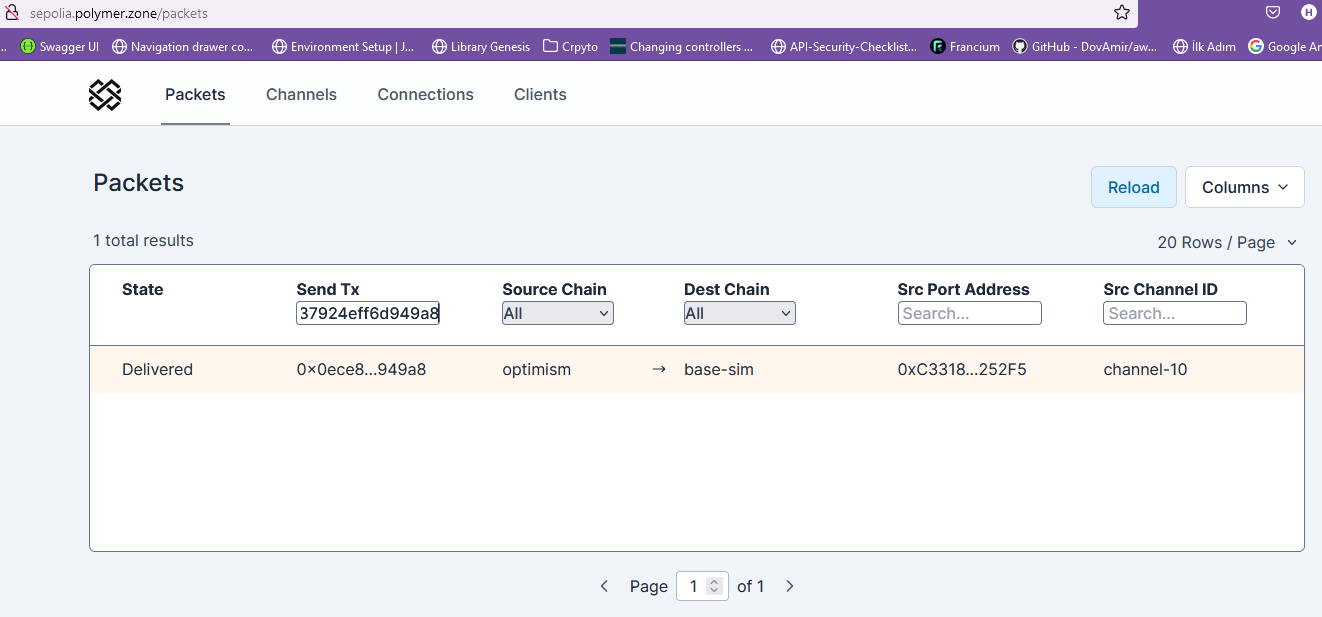 sepolia.polymer.zone/packets
H
.. Swagger UI Navigation drawer co... Environment Setup | J... Library Genesis Crpyto Changing controllers ... API-Security-Checklist... Francium GitHub - DovAmir/aw... İlk Adım Google An
Packets Channels Connections Clients
Packets
Reload Columns
1 total results
20 Rows / Page
State Send Tx Source Chain Dest Chain Src Port Address Src Channel ID
37924eff6d949a8 All All Search... Search...
Delivered 0x0ece8...949a8 optimism → base-sim 0xC3318...252F5 channel-10
Page 1 of 1